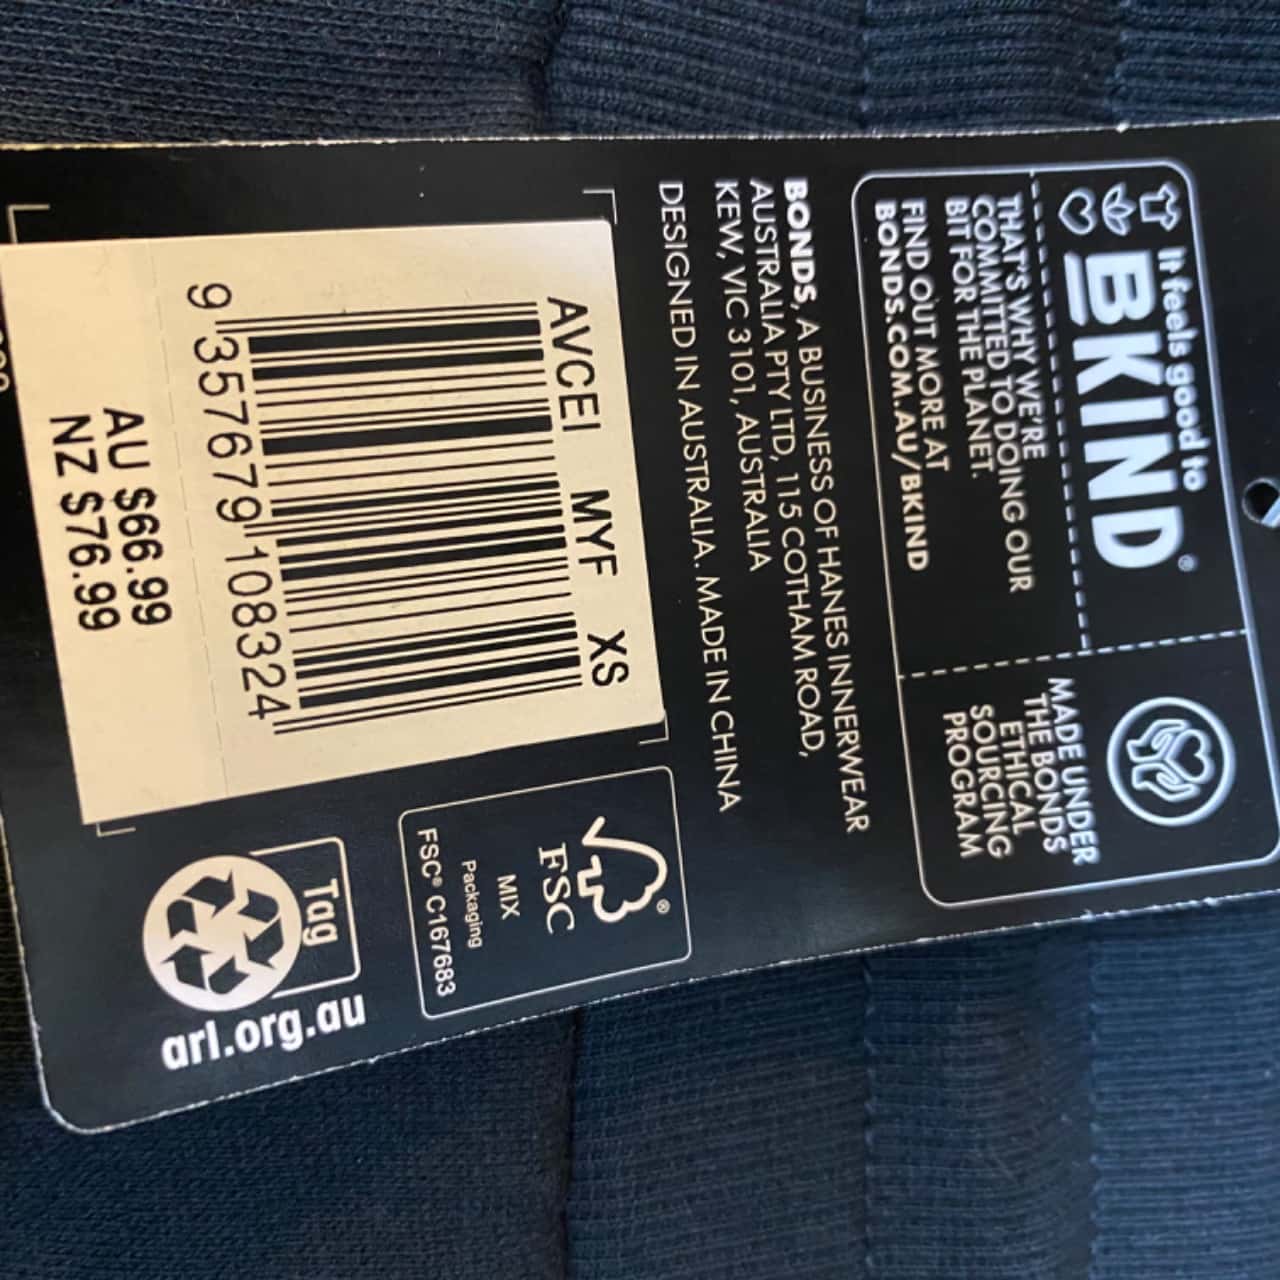 It feels good to
BKIND®
THAT'S WHY WE'RE
COMMITTED TO DOING OUR
BIT FOR THE PLANET.
FIND OUT MORE AT
BONDS.COM.AU/BKIND
MADE UNDER
THE BONDS
ETHICAL
SOURCING
PROGRAM
BONDS, A BUSINESS OF HANES INNERWEAR
AUSTRALIA PTY LTD, 115 COTHAM ROAD,
KEW, VIC 3101, AUSTRALIA
DESIGNED IN AUSTRALIA. MADE IN CHINA
AVCEI MYF XS
9 357679 108324
AU $66.99
NZ $76.99
®
FSC
MIX
Packaging
FSC® C167683
Tag
arl.org.au